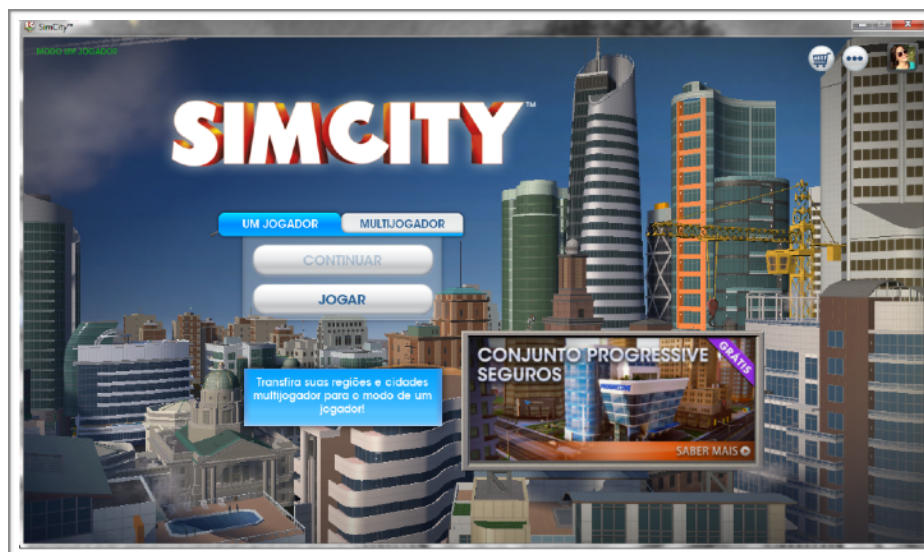 SimCity™
MODO UM JOGADOR
SIMCITY™
UM JOGADOR
MULTIJOGADOR
CONTINUAR
JOGAR
CONJUNTO PROGRESSIVE
SEGUROS
GRÁTIS
Transfira suas regiões e cidades
multijogador para o modo de um
jogador!
SABER MAIS